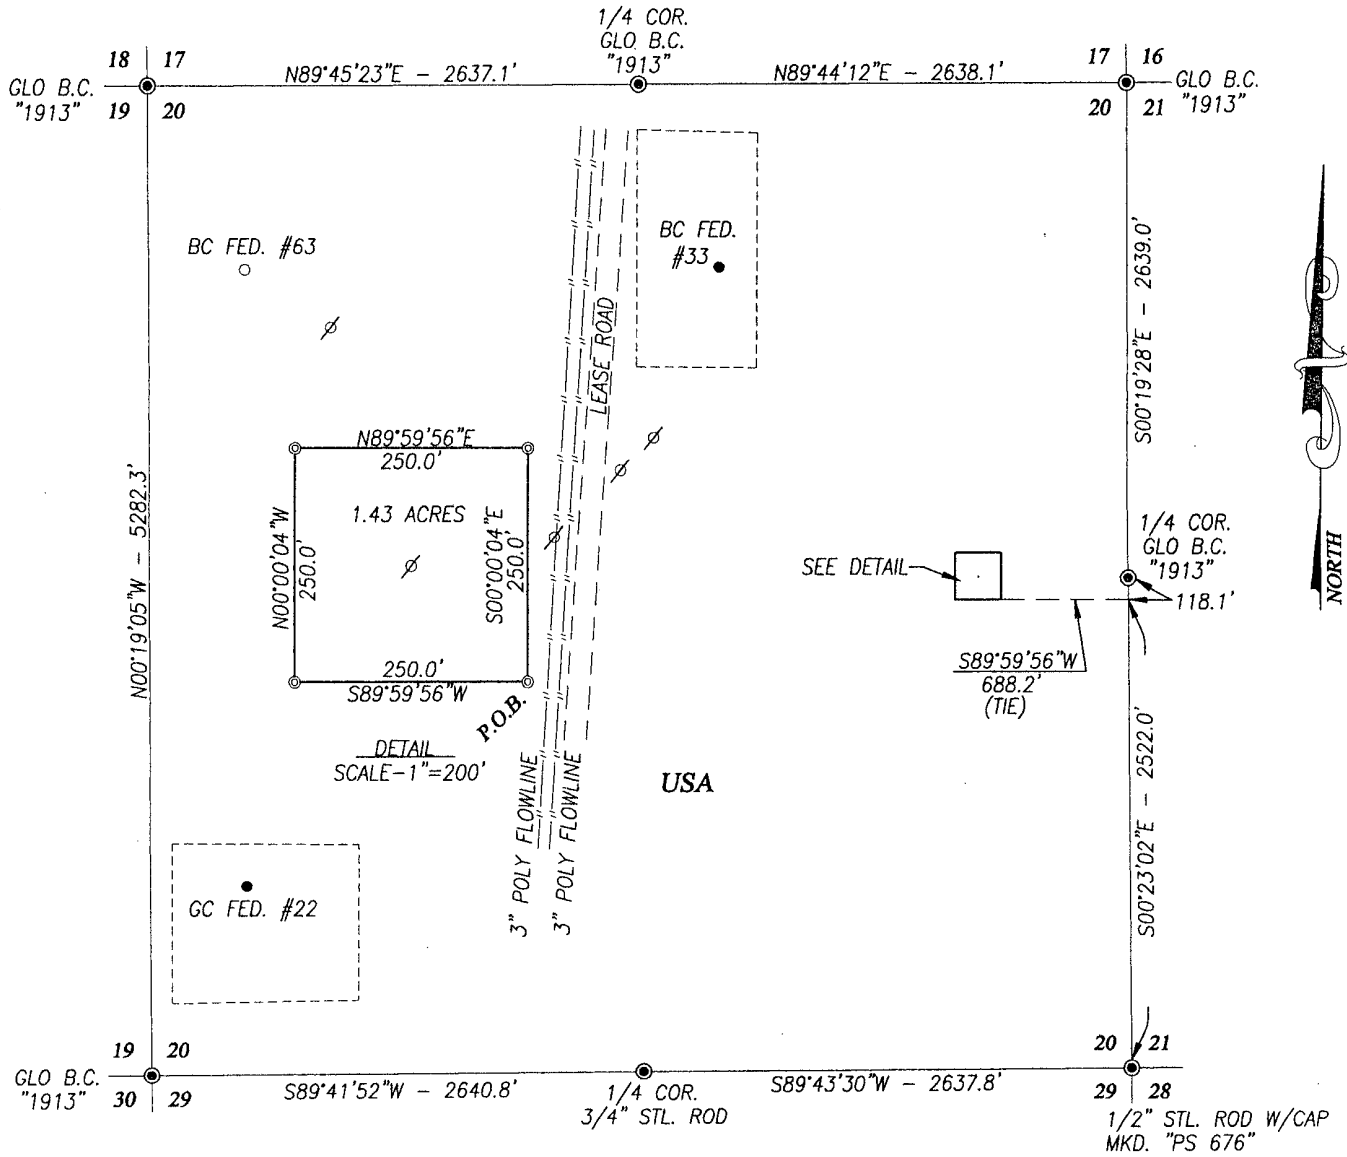 1/4 COR.
GLO B.C.
"1913"
18 17
GLO B.C.
"1913"
19 20
N89°45'23"E - 2637.1'
N89°44'12"E - 2638.1'
17 16
20 21
GLO B.C.
"1913"
BC FED. #63
BC FED.
#33
LEASE ROAD
S00°19'28"E - 2639.0'
N00°19'05"W - 5282.3'
N89°59'56"E
250.0'
1.43 ACRES
N00°00'04"W
250.0'
S00°00'04"E
250.0'
250.0'
S89°59'56"W
P.O.B.
DETAIL
SCALE-1"=200'
SEE DETAIL
1/4 COR.
GLO B.C.
"1913"
118.1'
S89°59'56"W
688.2'
(TIE)
NORTH
3" POLY FLOWLINE
3" POLY FLOWLINE
USA
S00°23'02"E - 2522.0'
GC FED. #22
19 20
GLO B.C.
"1913"
30 29
S89°41'52"W - 2640.8'
1/4 COR.
3/4" STL. ROD
S89°43'30"W - 2637.8'
20 21
29 28
1/2" STL. ROD W/CAP
MKD. "PS 676"